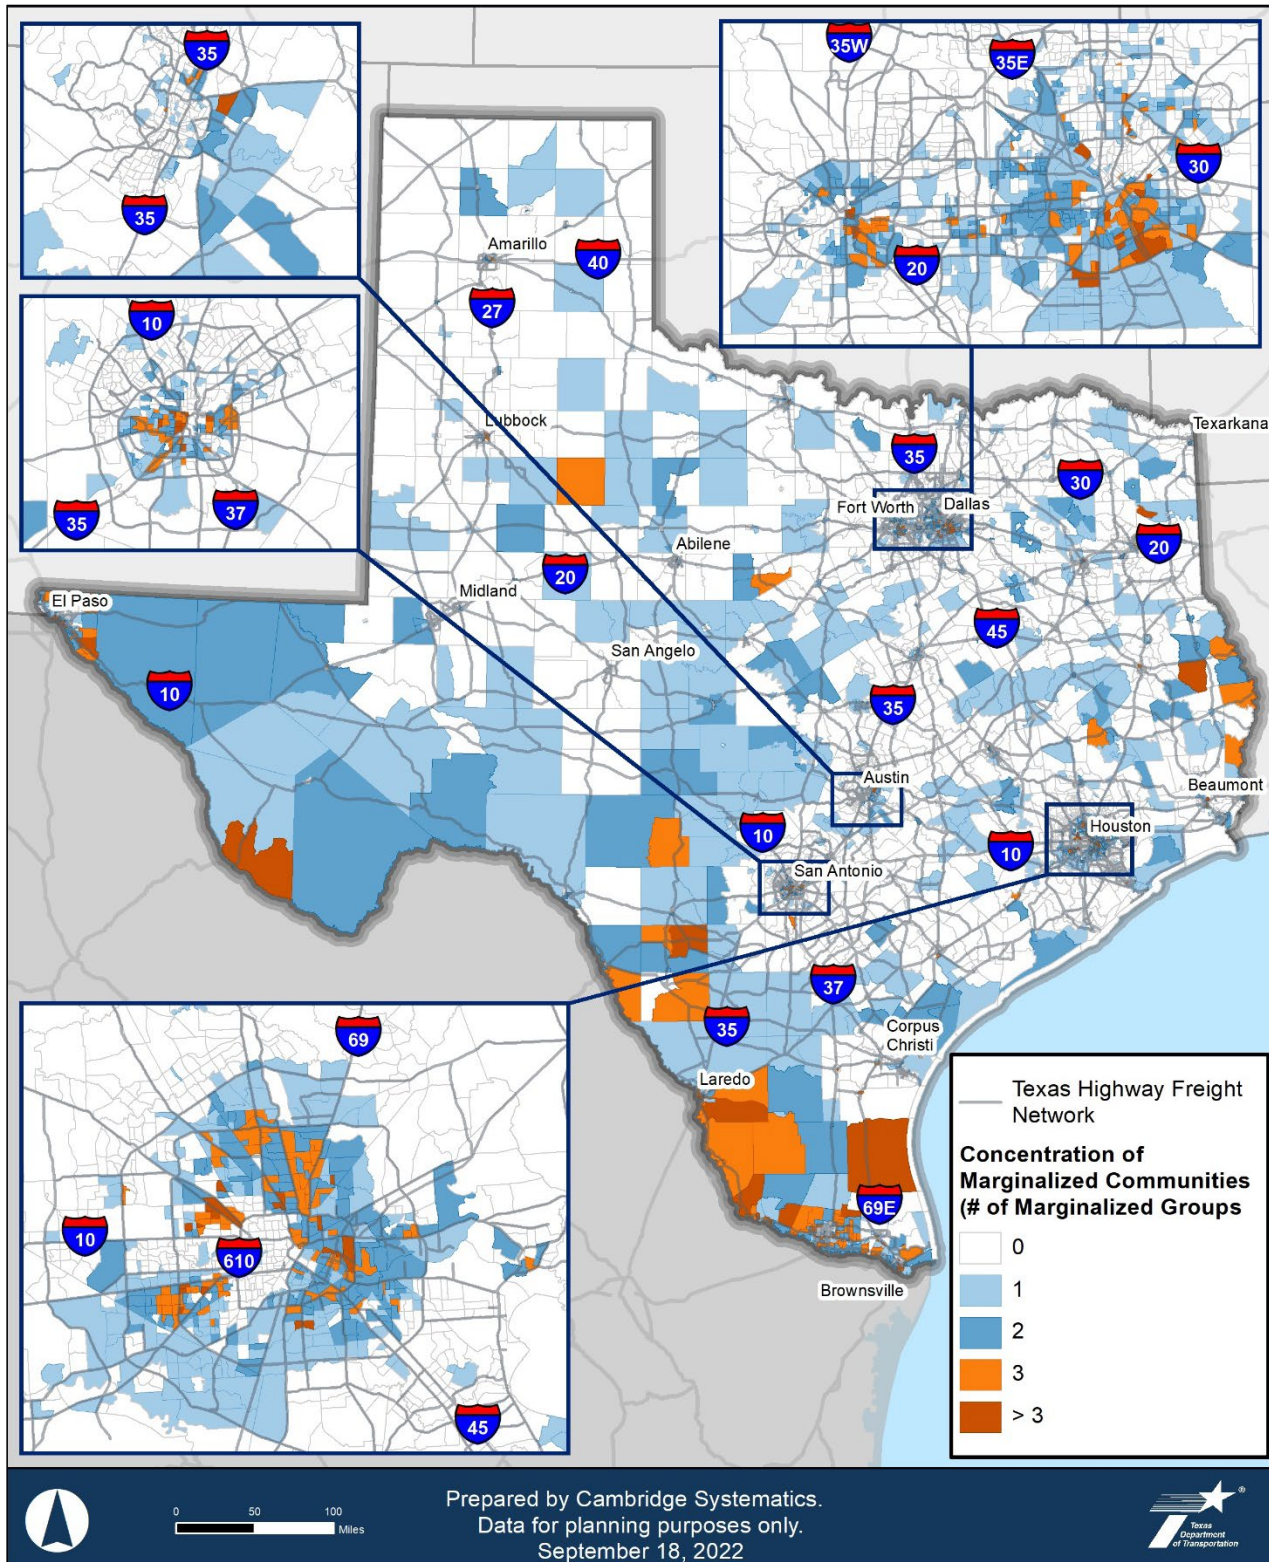 35
35
10
35
37
35W
35E
30
20
Amarillo
40
27
Lubbock
Texarkana
35
30
Fort Worth
Dallas
20
Abilene
20
El Paso
Midland
45
San Angelo
10
35
Austin
Beaumont
10
Houston
10
San Antonio
37
35
Corpus
Christi
Laredo
69E
Brownsville
69
10
610
45
Texas Highway Freight
Network
Concentration of
Marginalized Communities
(# of Marginalized Groups
0
1
2
3
> 3
0 50 100
Miles
Prepared by Cambridge Systematics.
Data for planning purposes only.
September 18, 2022
®
Texas
Department
of Transportation